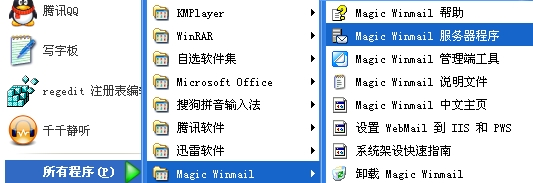 腾讯QQ
写字板
regedit 注册表编
千千静听
所有程序(P)
KMPlayer
WinRAR
自选软件集
Microsoft Office
搜狗拼音输入法
腾讯软件
迅雷软件
Magic Winmail
Magic Winmail 帮助
Magic Winmail 服务器程序
Magic Winmail 管理端工具
Magic Winmail 说明文件
Magic Winmail 中文主页
设置 WebMail 到 IIS 和 PWS
系统架设快速指南
卸载 Magic Winmail